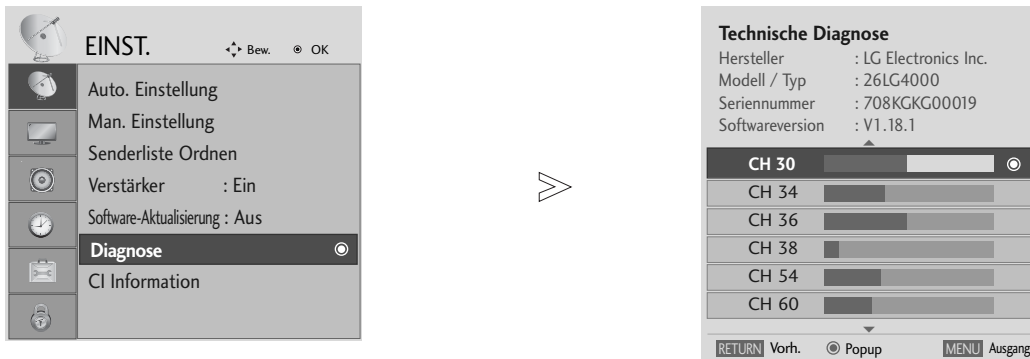 EINST.
Bew. OK
Auto. Einstellung
Man. Einstellung
Senderliste Ordnen
Verstärker : Ein
Software-Aktualisierung : Aus
Diagnose
CI Information
Technische Diagnose
Hersteller : LG Electronics Inc.
Modell / Typ : 26LG4000
Seriennummer : 708KGKG00019
Softwareversion : V1.18.1
CH 30
CH 34
CH 36
CH 38
CH 54
CH 60
RETURN Vorh. Popup MENU Ausgang